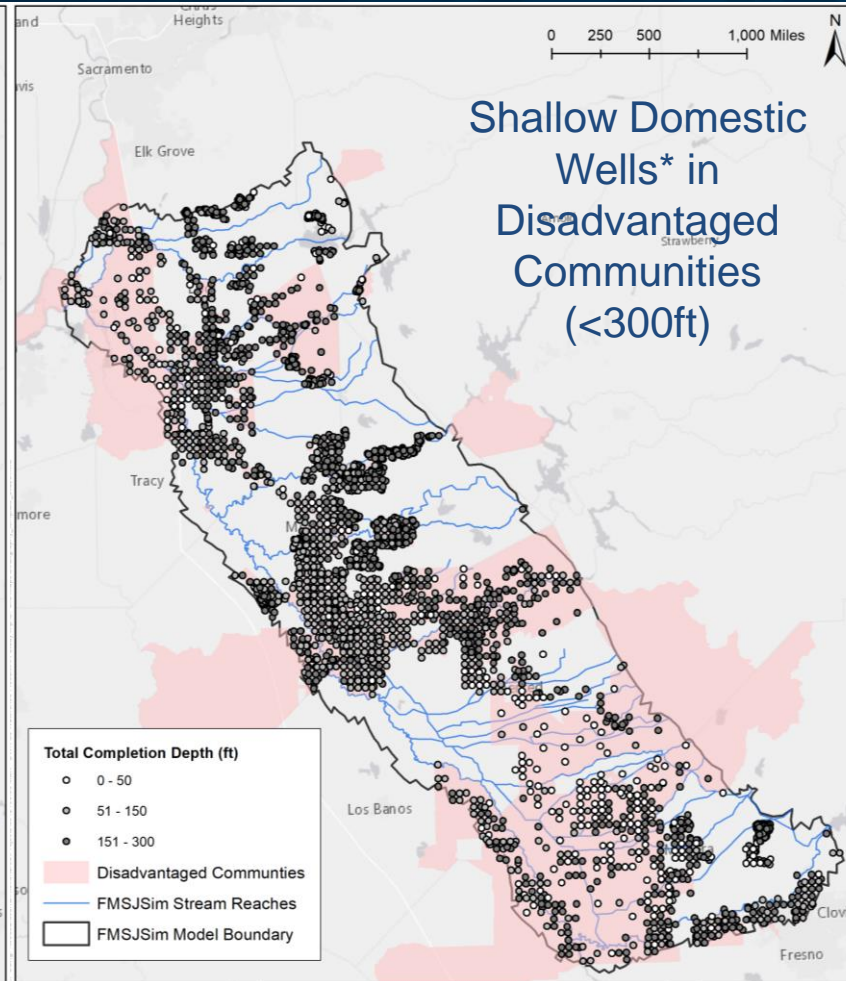 Heights
Sacramento
Elk Grove
0 250 500 1,000 Miles
N
Shallow Domestic
Wells* in
Disadvantaged
Communities
(<300ft)
Strawberry
Tracy
Los Banos
Fresno
Total Completion Depth (ft)
0 - 50
51 - 150
151 - 300
Disadvantaged Communties
FMSJSim Stream Reaches
FMSJSim Model Boundary